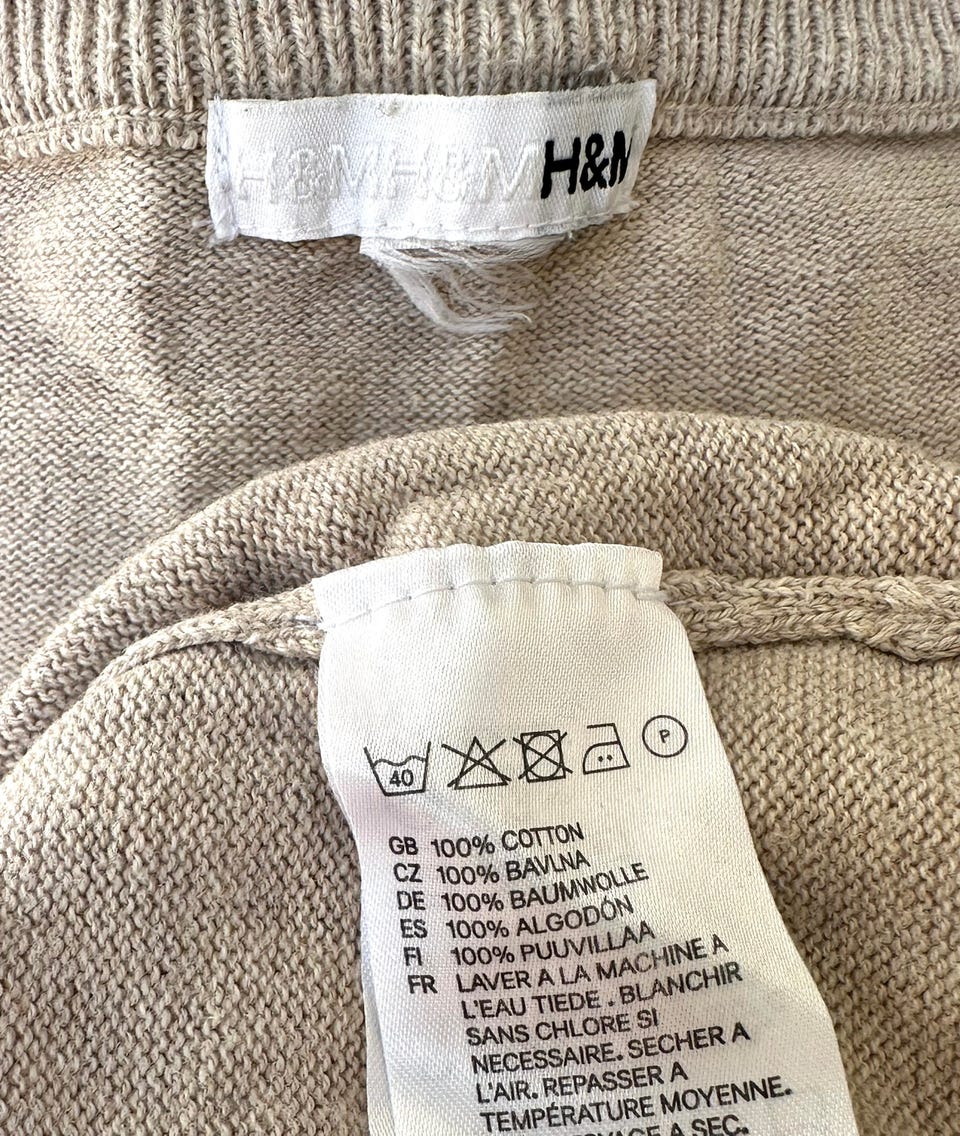 H&MH&MH&M
40
P
GB 100% COTTON
CZ 100% BAVLNA
DE 100% BAUMWOLLE
ES 100% ALGODÓN
FI 100% PUUVILLAA
FR LAVER A LA MACHINE A
L'EAU TIEDE . BLANCHIR
SANS CHLORE SI
NECESSAIRE. SECHER A
L'AIR. REPASSER A
TEMPÉRATURE MOYENNE.
A SEC.